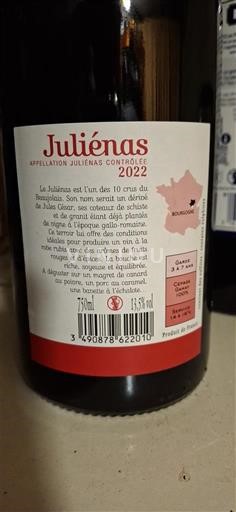 Juliénas
APPELLATION JULIÉNAS CONTRÔLÉE
2022
Le Juliénas est l'un des 10 crus du
Beaujolais. Son nom serait un dérivé
de Jules César, ses coteaux de schiste
et de granit étant déjà plantés
de vigne à l'époque gallo-romaine.
Ce terroir lui offre des conditions
idéales pour produire un vin à la
robe rubis
rouges et d'épices. La bouche est
riche, soyeuse et équilibrée.
A déguster sur un magret de canard
au poivre, un porc au caramel,
une bavette à l'échalote.
BOURGOGNE
GARDE
3 À 7 ANS
CÉPAGE
GAMAY
100%
SERVICE
14 À 16°C
750ml
13,5% vol.
Produit de France
3 490878 622010